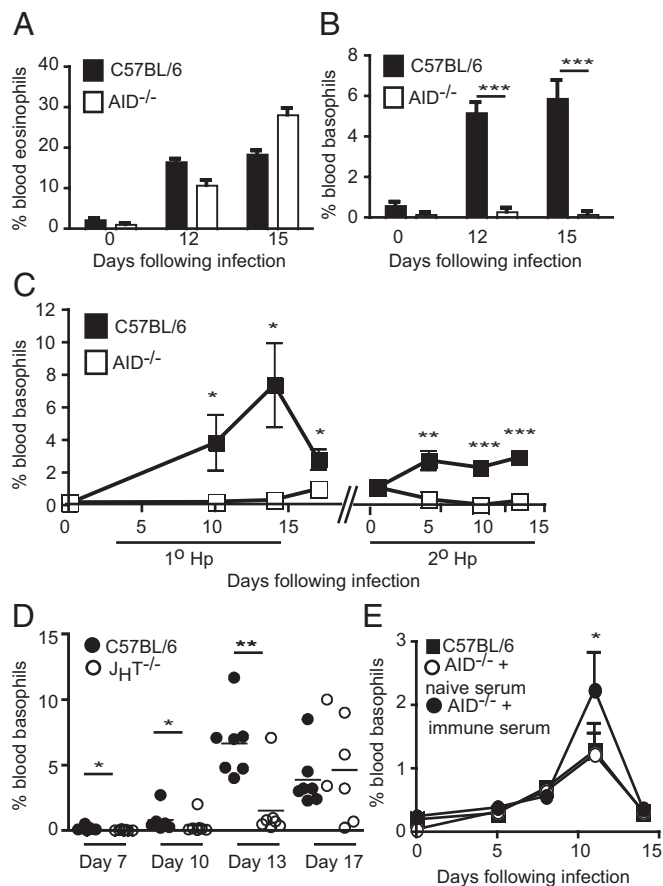 A
C57BL/6
AID-/-
% blood eosinophils
40
30
20
10
0
0 12 15
Days following infection
B
C57BL/6
AID-/-
% blood basophils
8
6
4
2
0
*** ***
0 12 15
Days following infection
C
C57BL/6
AID-/-
% blood basophils
12
10
8
6
4
2
0
* * * ** *** ***
0 5 10 15 0 5 10 15
1º Hp 2º Hp
Days following infection
D
C57BL/6
JHT-/-
% blood basophils
15
10
5
0
* * **
Day 7 Day 10 Day 13 Day 17
E
C57BL/6
AID-/- +
naive serum
AID-/- +
immune serum
% blood basophils
3
2
1
0
*
0 5 10 15
Days following infection